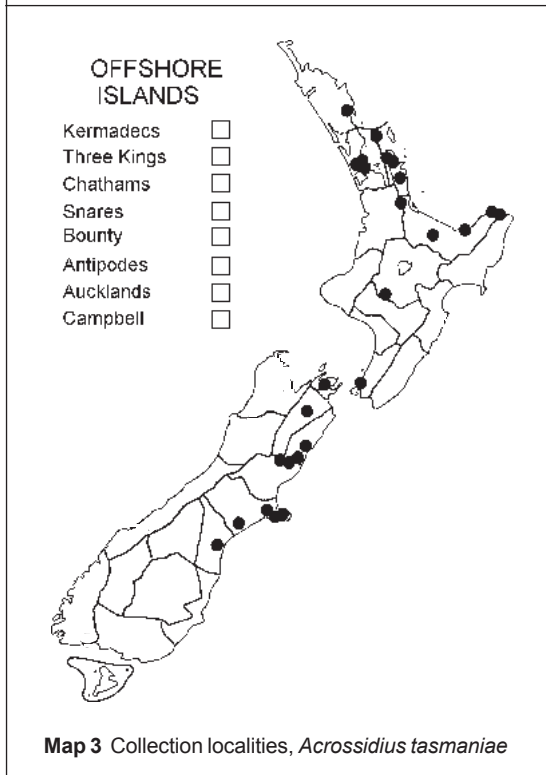 OFFSHORE
ISLANDS
Kermadecs
Three Kings
Chathams
Snares
Bounty
Antipodes
Aucklands
Campbell
Map 3 Collection localities, Acrossidius tasmaniae